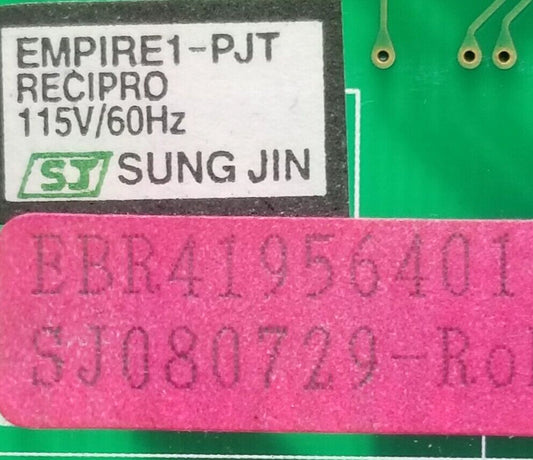 EMPIRE1-PJT
RECIPRO
115V/60Hz
SJ SUNG JIN
EBR41956401
SJ080729-Ro